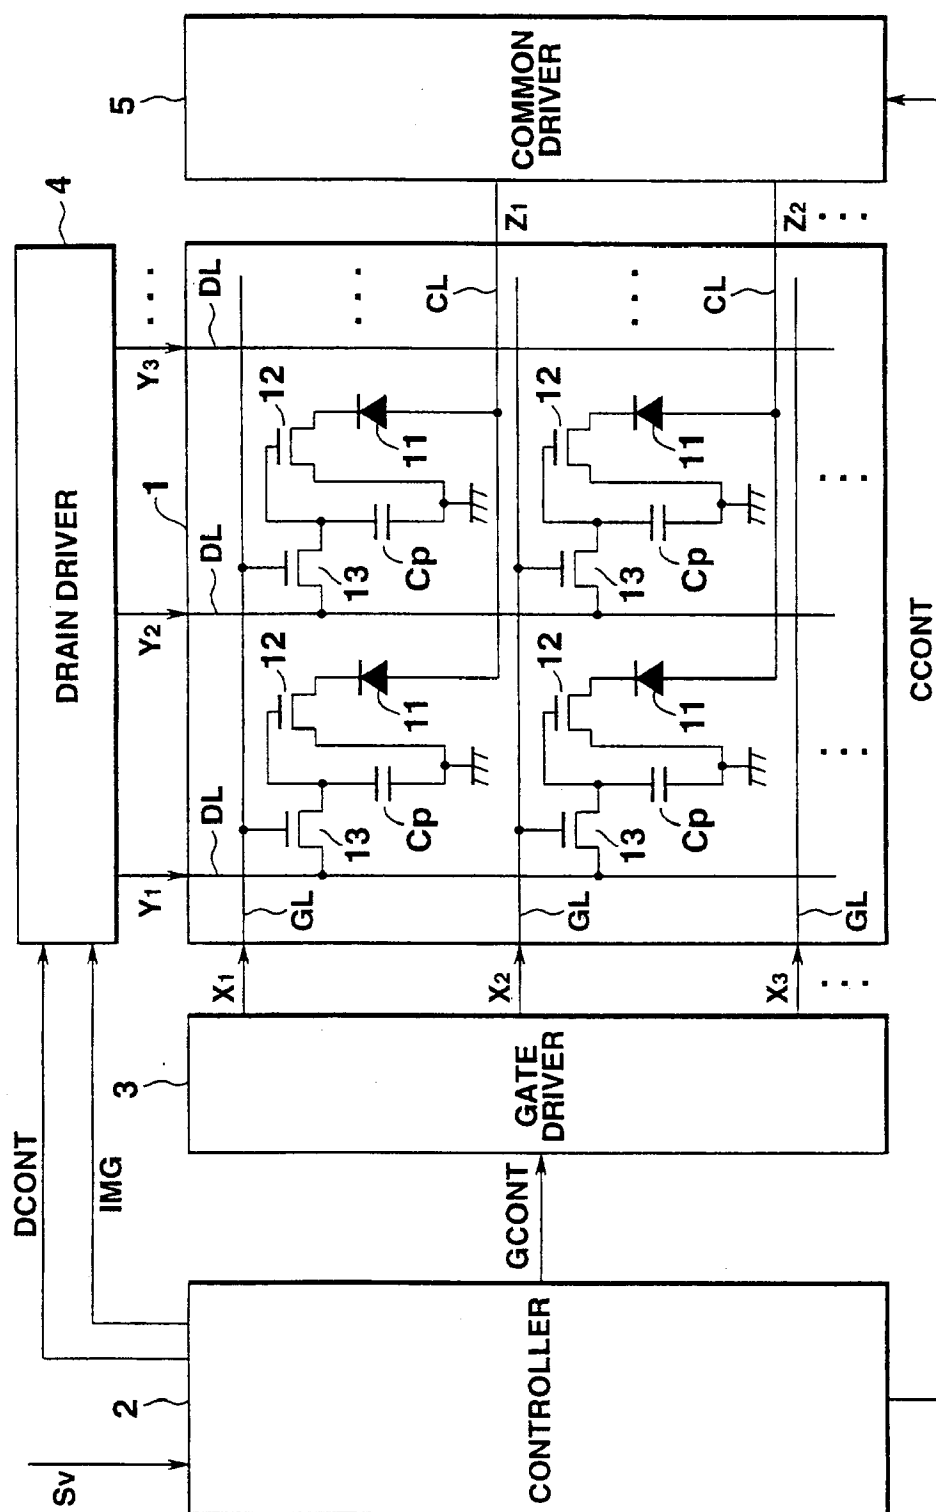 Sv
2
CONTROLLER
DCONT
IMG
GCONT
3
GATE
DRIVER
X1
X2
X3
DRAIN DRIVER
4
Y1
Y2
Y3
1
DL
DL
DL
GL
GL
GL
13
Cp
12
11
13
Cp
12
11
CL
13
Cp
12
11
13
Cp
12
11
CL
Z1
Z2
5
COMMON
DRIVER
CCONT